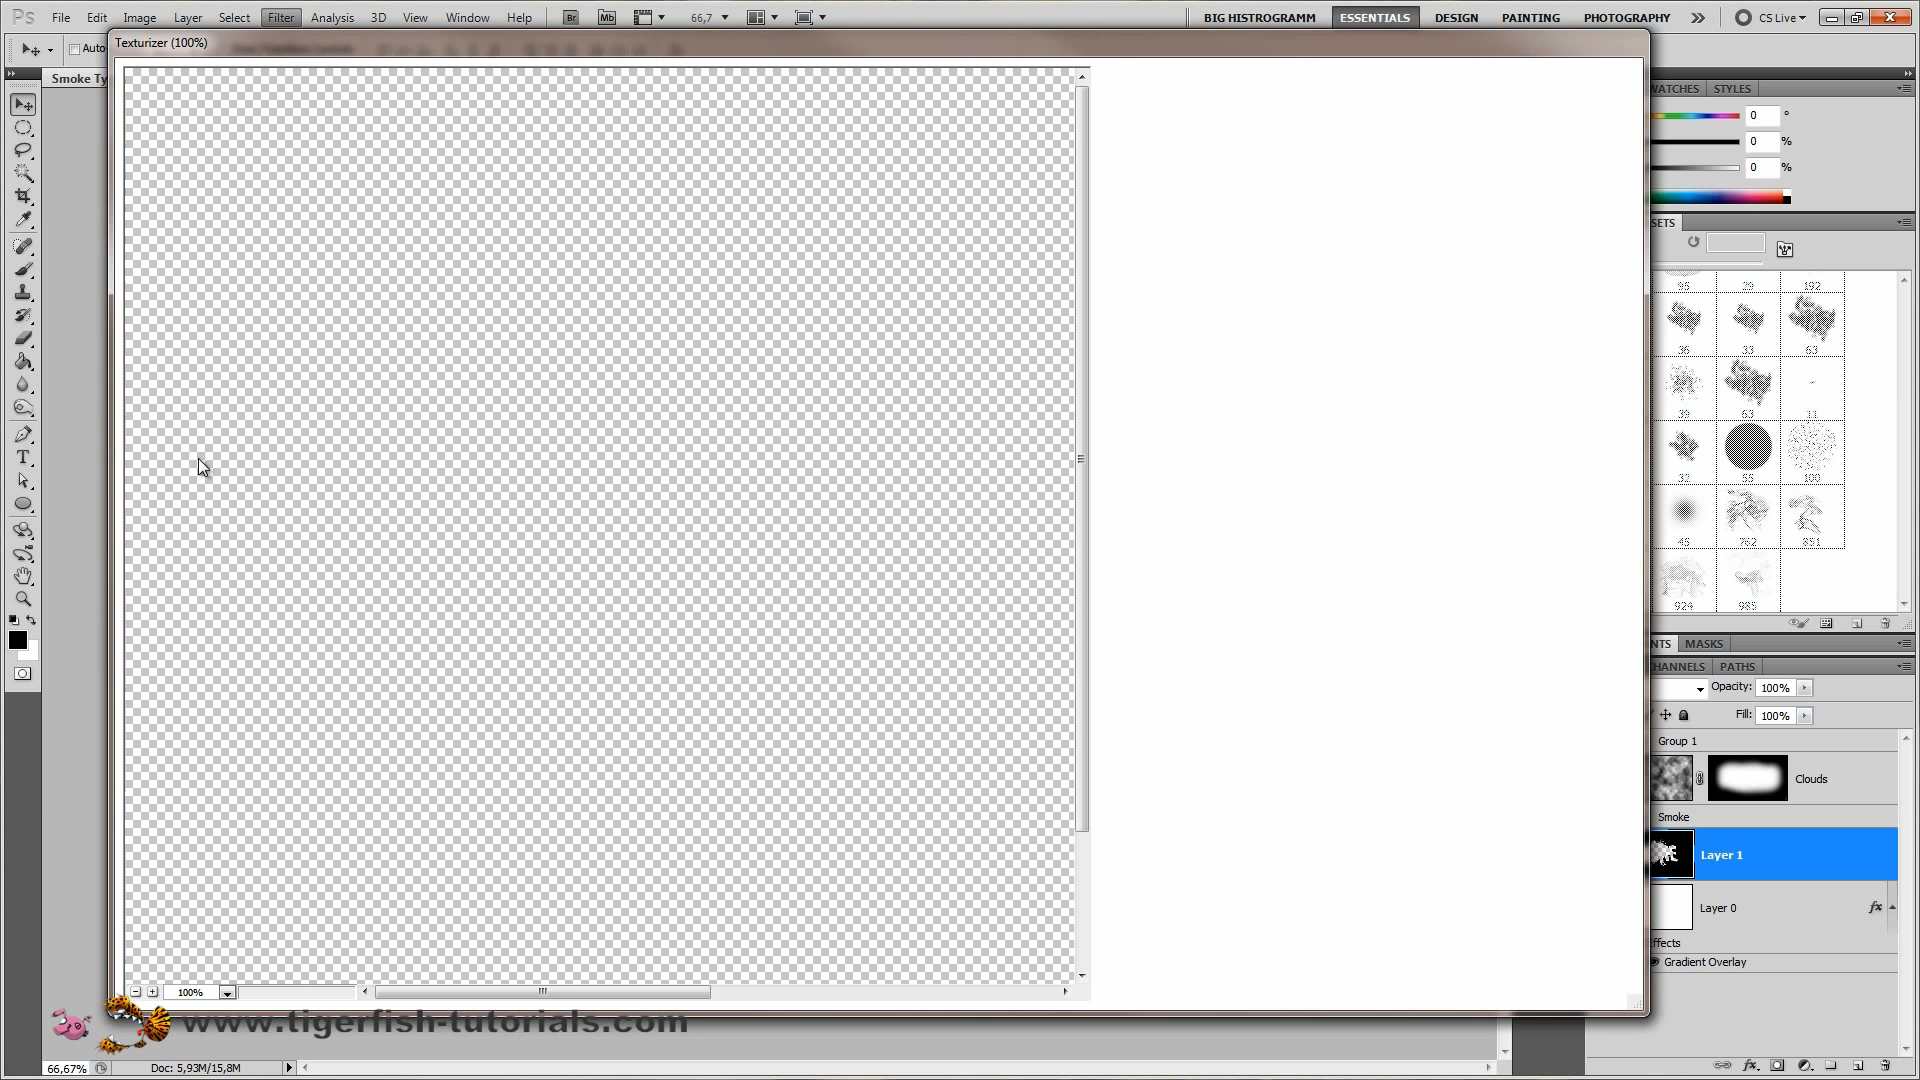 Ps File Edit Image Layer Select Filter Analysis 3D View Window Help Br Mb 66,7 BIG HISTROGRAMM ESSENTIALS DESIGN PAINTING PHOTOGRAPHY CS Live
Texturizer (100%)
Auto
Smoke Ty
WATCHES STYLES
0 °
0 %
0 %
SETS
95 29 192
36 33 63
39 63 11
32 55 100
45 762 851
924 985
NTS MASKS
HANNELS PATHS
Opacity: 100%
Fill: 100%
Group 1
Clouds
Smoke
Layer 1
Layer 0 fx
ffects
Gradient Overlay
100%
www.tigerfish-tutorials.com
66,67% Doc: 5,93M/15,8M
fx